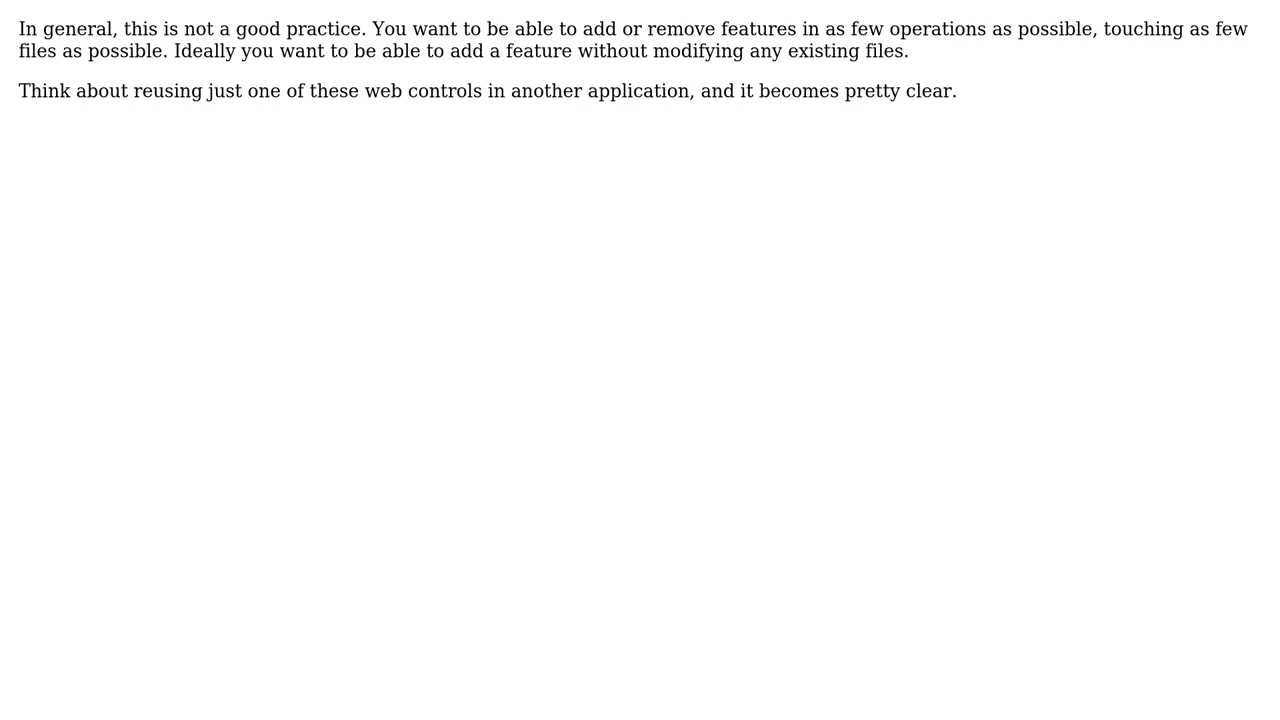 In general, this is not a good practice. You want to be able to add or remove features in as few operations as possible, touching as few
files as possible. Ideally you want to be able to add a feature without modifying any existing files.
Think about reusing just one of these web controls in another application, and it becomes pretty clear.